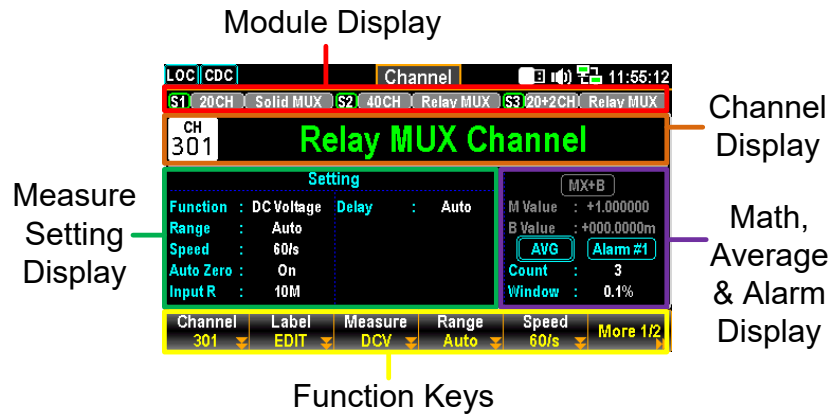 Module Display
LOC CDC Channel 11:55:12
S1 20CH Solid MUX S2 40CH Relay MUX S3 20+2CH Relay MUX
CH
301
Relay MUX Channel
Channel
Display
Measure
Setting
Display
Setting
Function : DC Voltage Delay : Auto
Range : Auto
Speed : 60/s
Auto Zero : On
Input R : 10M
MX+B
M Value : +1.000000
B Value : +000.0000m
AVG Alarm #1
Count : 3
Window : 0.1%
Math,
Average
& Alarm
Display
Channel Label Measure Range Speed More 1/2
301 EDIT DCV Auto 60/s
Function Keys